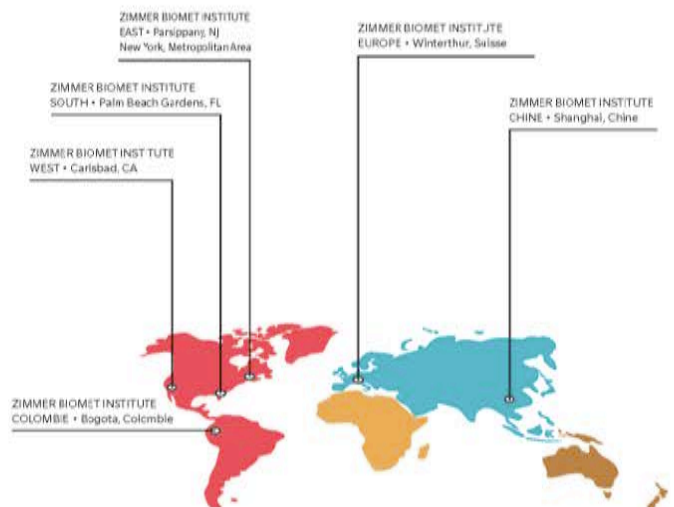 ZIMMER BIOMET INSTITUTE
EAST • Parsippany, NJ
New York, Metropolitan Area
ZIMMER BIOMET INSTITUTE
EUROPE • Winterthur, Suisse
ZIMMER BIOMET INSTITUTE
SOUTH • Palm Beach Gardens, FL
ZIMMER BIOMET INSTITUTE
CHINE • Shanghai, Chine
ZIMMER BIOMET INSTITUTE
WEST • Carlsbad, CA
ZIMMER BIOMET INSTITUTE
COLOMBIE • Bogota, Colombie